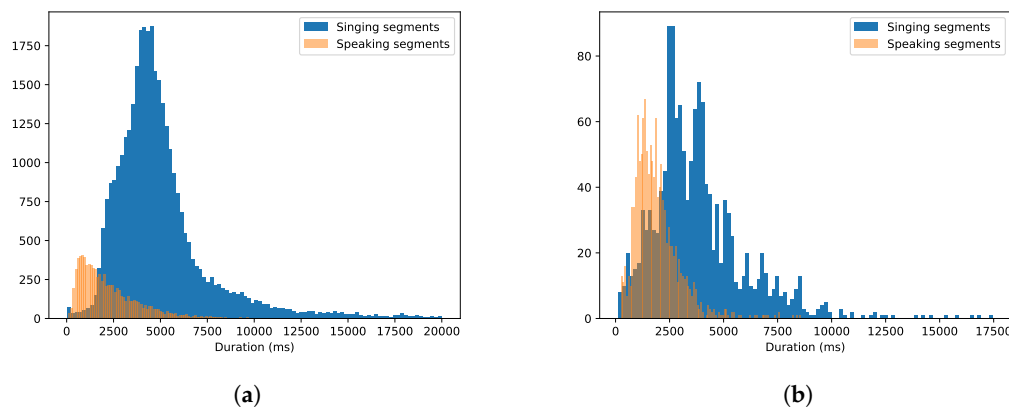 Singing segments
Speaking segments
1750
1500
1250
1000
750
500
250
0
0 2500 5000 7500 10000 12500 15000 17500 20000
Duration (ms)
(a)
Singing segments
Speaking segments
80
60
40
20
0
0 2500 5000 7500 10000 12500 15000 17500
Duration (ms)
(b)